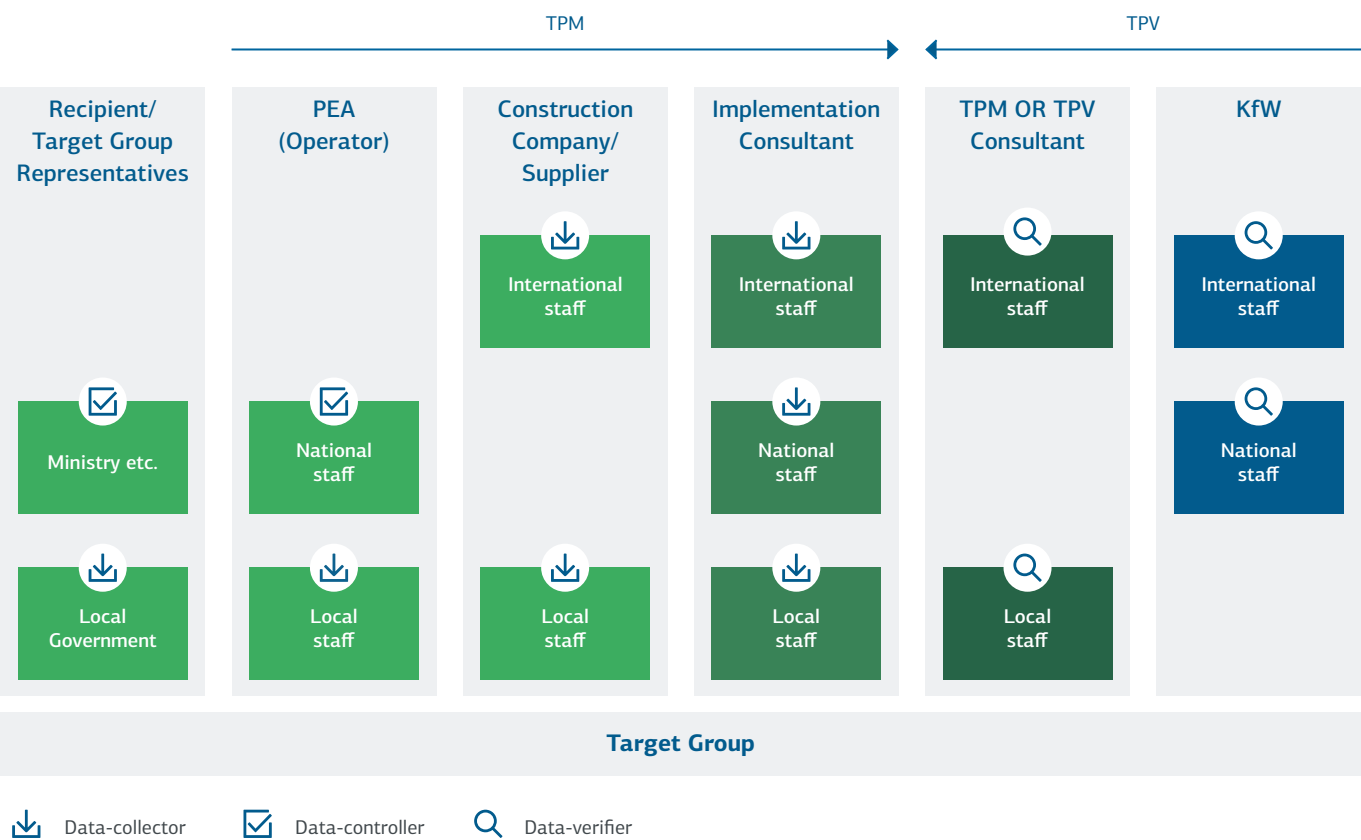 TPM
TPV
Recipient/
Target Group
Representatives
PEA
(Operator)
Construction
Company/
Supplier
Implementation
Consultant
TPM OR TPV
Consultant
KfW
International
staff
International
staff
International
staff
International
staff
Ministry etc.
National
staff
National
staff
National
staff
Local
Government
Local
staff
Local
staff
Local
staff
Local
staff
Target Group
Data-collector
Data-controller
Data-verifier